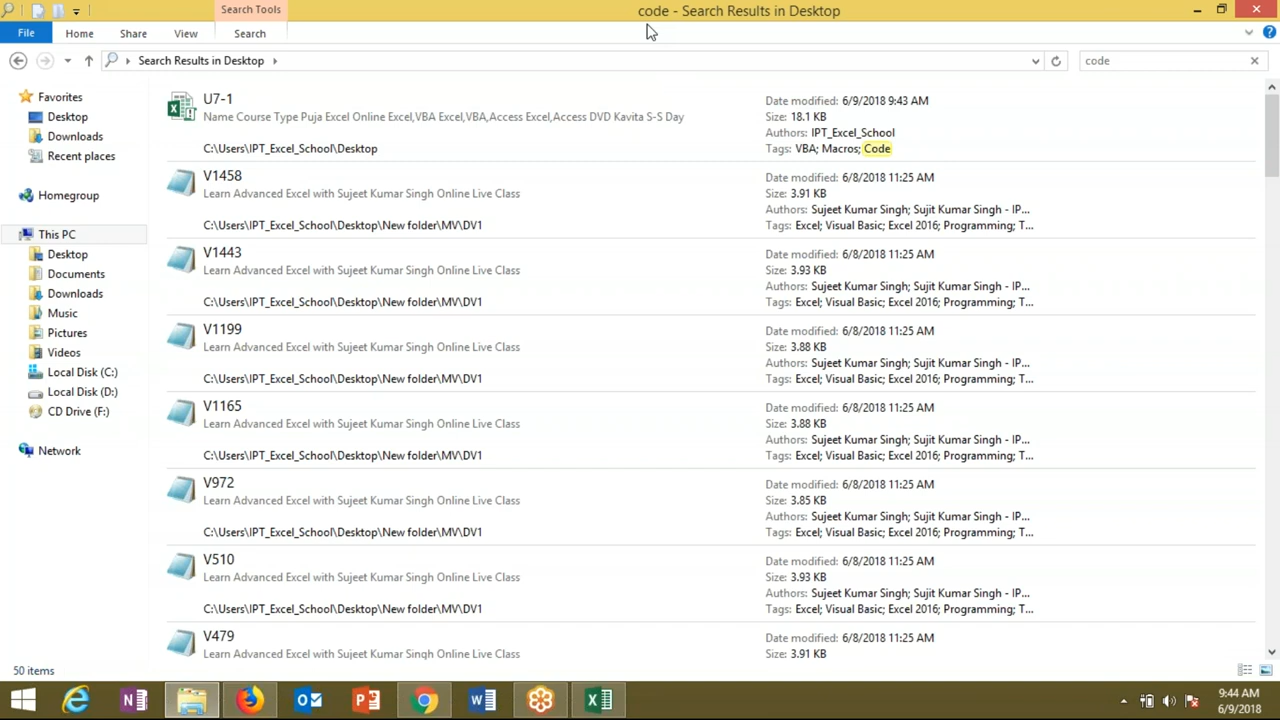 Search Tools
code - Search Results in Desktop
File
Home
Share
View
Search
Search Results in Desktop
code
Favorites
Desktop
Downloads
Recent places
Homegroup
This PC
Desktop
Documents
Downloads
Music
Pictures
Videos
Local Disk (C:)
Local Disk (D:)
CD Drive (F:)
Network
U7-1
Name Course Type Puja Excel Online Excel,VBA Excel,VBA,Access Excel,Access DVD Kavita S-S Day
C:\Users\IPT_Excel_School\Desktop
Date modified: 6/9/2018 9:43 AM
Size: 18.1 KB
Authors: IPT_Excel_School
Tags: VBA; Macros; Code
V1458
Learn Advanced Excel with Sujeet Kumar Singh Online Live Class
C:\Users\IPT_Excel_School\Desktop\New folder\MV\DV1
Date modified: 6/8/2018 11:25 AM
Size: 3.91 KB
Authors: Sujeet Kumar Singh; Sujit Kumar Singh - IP...
Tags: Excel; Visual Basic; Excel 2016; Programming; T...
V1443
Learn Advanced Excel with Sujeet Kumar Singh Online Live Class
C:\Users\IPT_Excel_School\Desktop\New folder\MV\DV1
Date modified: 6/8/2018 11:25 AM
Size: 3.93 KB
Authors: Sujeet Kumar Singh; Sujit Kumar Singh - IP...
Tags: Excel; Visual Basic; Excel 2016; Programming; T...
V1199
Learn Advanced Excel with Sujeet Kumar Singh Online Live Class
C:\Users\IPT_Excel_School\Desktop\New folder\MV\DV1
Date modified: 6/8/2018 11:25 AM
Size: 3.88 KB
Authors: Sujeet Kumar Singh; Sujit Kumar Singh - IP...
Tags: Excel; Visual Basic; Excel 2016; Programming; T...
V1165
Learn Advanced Excel with Sujeet Kumar Singh Online Live Class
C:\Users\IPT_Excel_School\Desktop\New folder\MV\DV1
Date modified: 6/8/2018 11:25 AM
Size: 3.88 KB
Authors: Sujeet Kumar Singh; Sujit Kumar Singh - IP...
Tags: Excel; Visual Basic; Excel 2016; Programming; T...
V972
Learn Advanced Excel with Sujeet Kumar Singh Online Live Class
C:\Users\IPT_Excel_School\Desktop\New folder\MV\DV1
Date modified: 6/8/2018 11:25 AM
Size: 3.85 KB
Authors: Sujeet Kumar Singh; Sujit Kumar Singh - IP...
Tags: Excel; Visual Basic; Excel 2016; Programming; T...
V510
Learn Advanced Excel with Sujeet Kumar Singh Online Live Class
C:\Users\IPT_Excel_School\Desktop\New folder\MV\DV1
Date modified: 6/8/2018 11:25 AM
Size: 3.93 KB
Authors: Sujeet Kumar Singh; Sujit Kumar Singh - IP...
Tags: Excel; Visual Basic; Excel 2016; Programming; T...
V479
Learn Advanced Excel with Sujeet Kumar Singh Online Live Class
Date modified: 6/8/2018 11:25 AM
Size: 3.91 KB
50 items
9:44 AM
6/9/2018